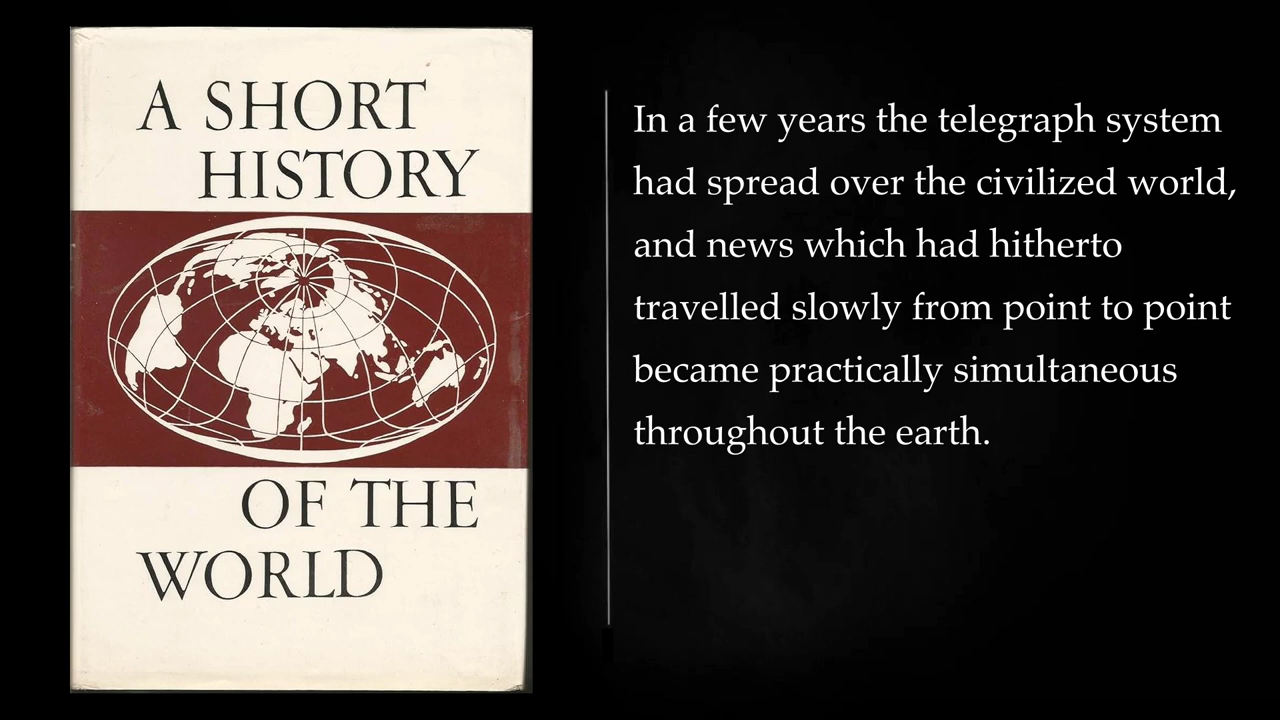 A SHORT
HISTORY
OF THE
WORLD
In a few years the telegraph system
had spread over the civilized world,
and news which had hitherto
travelled slowly from point to point
became practically simultaneous
throughout the earth.